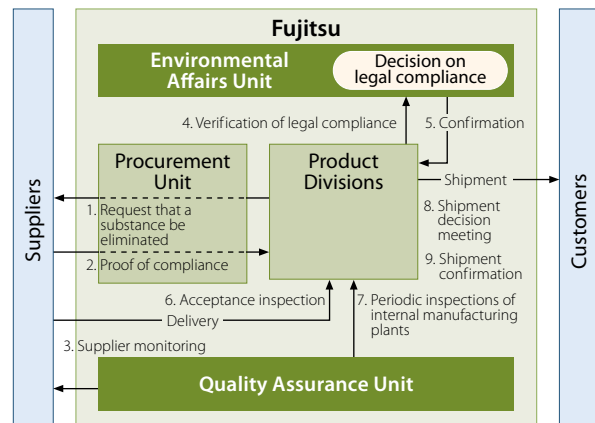 Fujitsu
Environmental
Affairs Unit
Decision on
legal compliance
4. Verification of legal compliance
5. Confirmation
Suppliers
Procurement
Unit
Product
Divisions
Shipment
Customers
1. Request that a
substance be
eliminated
2. Proof of compliance
8. Shipment
decision
meeting
9. Shipment
confirmation
6. Acceptance inspection
Delivery
7. Periodic inspections of
internal manufacturing
plants
3. Supplier monitoring
Quality Assurance Unit